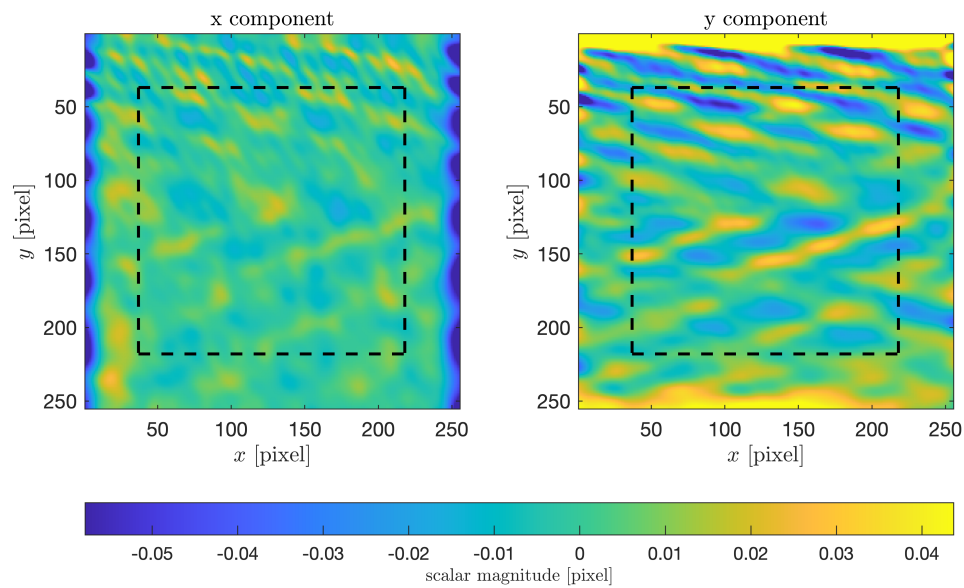 x component
y component
50
100
150
200
250
y [pixel]
50 100 150 200 250
x [pixel]
50
100
150
200
250
y [pixel]
50 100 150 200 250
x [pixel]
-0.05 -0.04 -0.03 -0.02 -0.01 0 0.01 0.02 0.03 0.04
scalar magnitude [pixel]